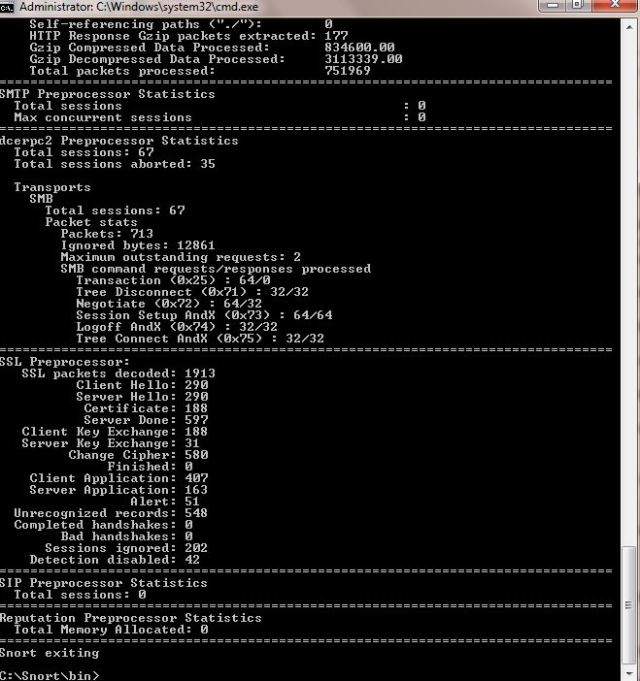 Administrator: C:\Windows\system32\cmd.exe
Self-referencing paths ("./"): 0
HTTP Response Gzip packets extracted: 177
Gzip Compressed Data Processed: 834600.00
Gzip Decompressed Data Processed: 3113339.00
Total packets processed: 751969
===============================================================================
SMTP Preprocessor Statistics
Total sessions : 0
Max concurrent sessions : 0
===============================================================================
dcerpc2 Preprocessor Statistics
Total sessions: 67
Total sessions aborted: 35
Transports
SMB
Total sessions: 67
Packet stats
Packets: 713
Ignored bytes: 12861
Maximum outstanding requests: 2
SMB command requests/responses processed
Transaction (0x25) : 64/0
Tree Disconnect (0x71) : 32/32
Negotiate (0x72) : 64/32
Session Setup AndX (0x73) : 64/64
Logoff AndX (0x74) : 32/32
Tree Connect AndX (0x75) : 32/32
===============================================================================
SSL Preprocessor:
SSL packets decoded: 1913
Client Hello: 290
Server Hello: 290
Certificate: 188
Server Done: 597
Client Key Exchange: 188
Server Key Exchange: 31
Change Cipher: 580
Finished: 0
Client Application: 407
Server Application: 163
Alert: 51
Unrecognized records: 548
Completed handshakes: 0
Bad handshakes: 0
Sessions ignored: 202
Detection disabled: 42
===============================================================================
SIP Preprocessor Statistics
Total sessions: 0
===============================================================================
Reputation Preprocessor Statistics
Total Memory Allocated: 0
===============================================================================
Snort exiting
C:\Snort\bin>